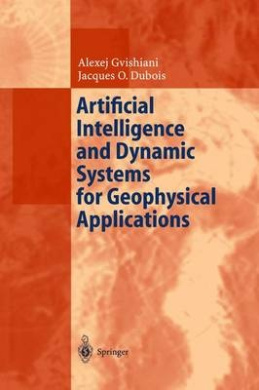 Alexej Gvishiani
Jacques O. Dubois
Artificial
Intelligence
and Dynamic
Systems
for Geophysical
Applications
Springer